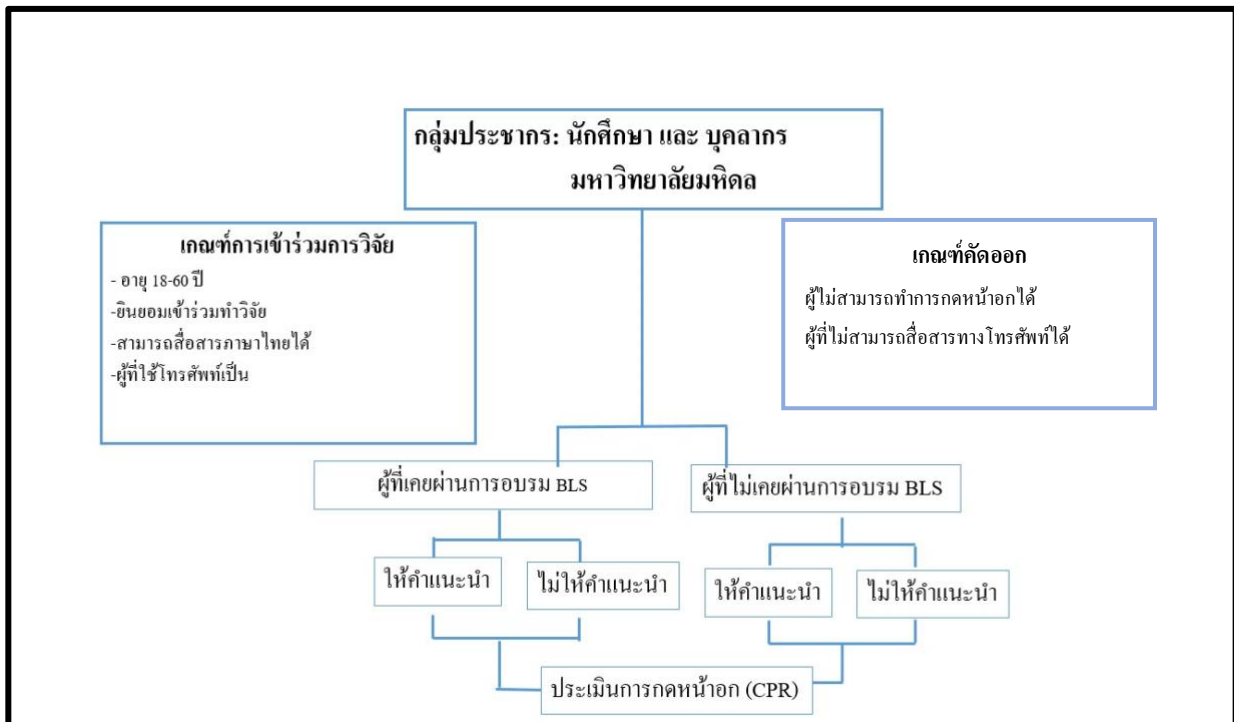 กลุ่มประชากร: นักศึกษา และ บุคลากร
มหาวิทยาลัยมหิดล
เกณฑ์การเข้าร่วมการวิจัย
- อายุ 18-60 ปี
-ยินยอมเข้าร่วมทำวิจัย
-สามารถสื่อสารภาษาไทยได้
-ผู้ที่ใช้โทรศัพท์เป็น
เกณฑ์คัดออก
ผู้ไม่สามารถทำการกดหน้าอกได้
ผู้ที่ไม่สามารถสื่อสารทางโทรศัพท์ได้
ผู้ที่เคยผ่านการอบรม BLS
ผู้ที่ไม่เคยผ่านการอบรม BLS
ให้คำแนะนำ
ไม่ให้คำแนะนำ
ให้คำแนะนำ
ไม่ให้คำแนะนำ
ประเมินการกดหน้าอก (CPR)